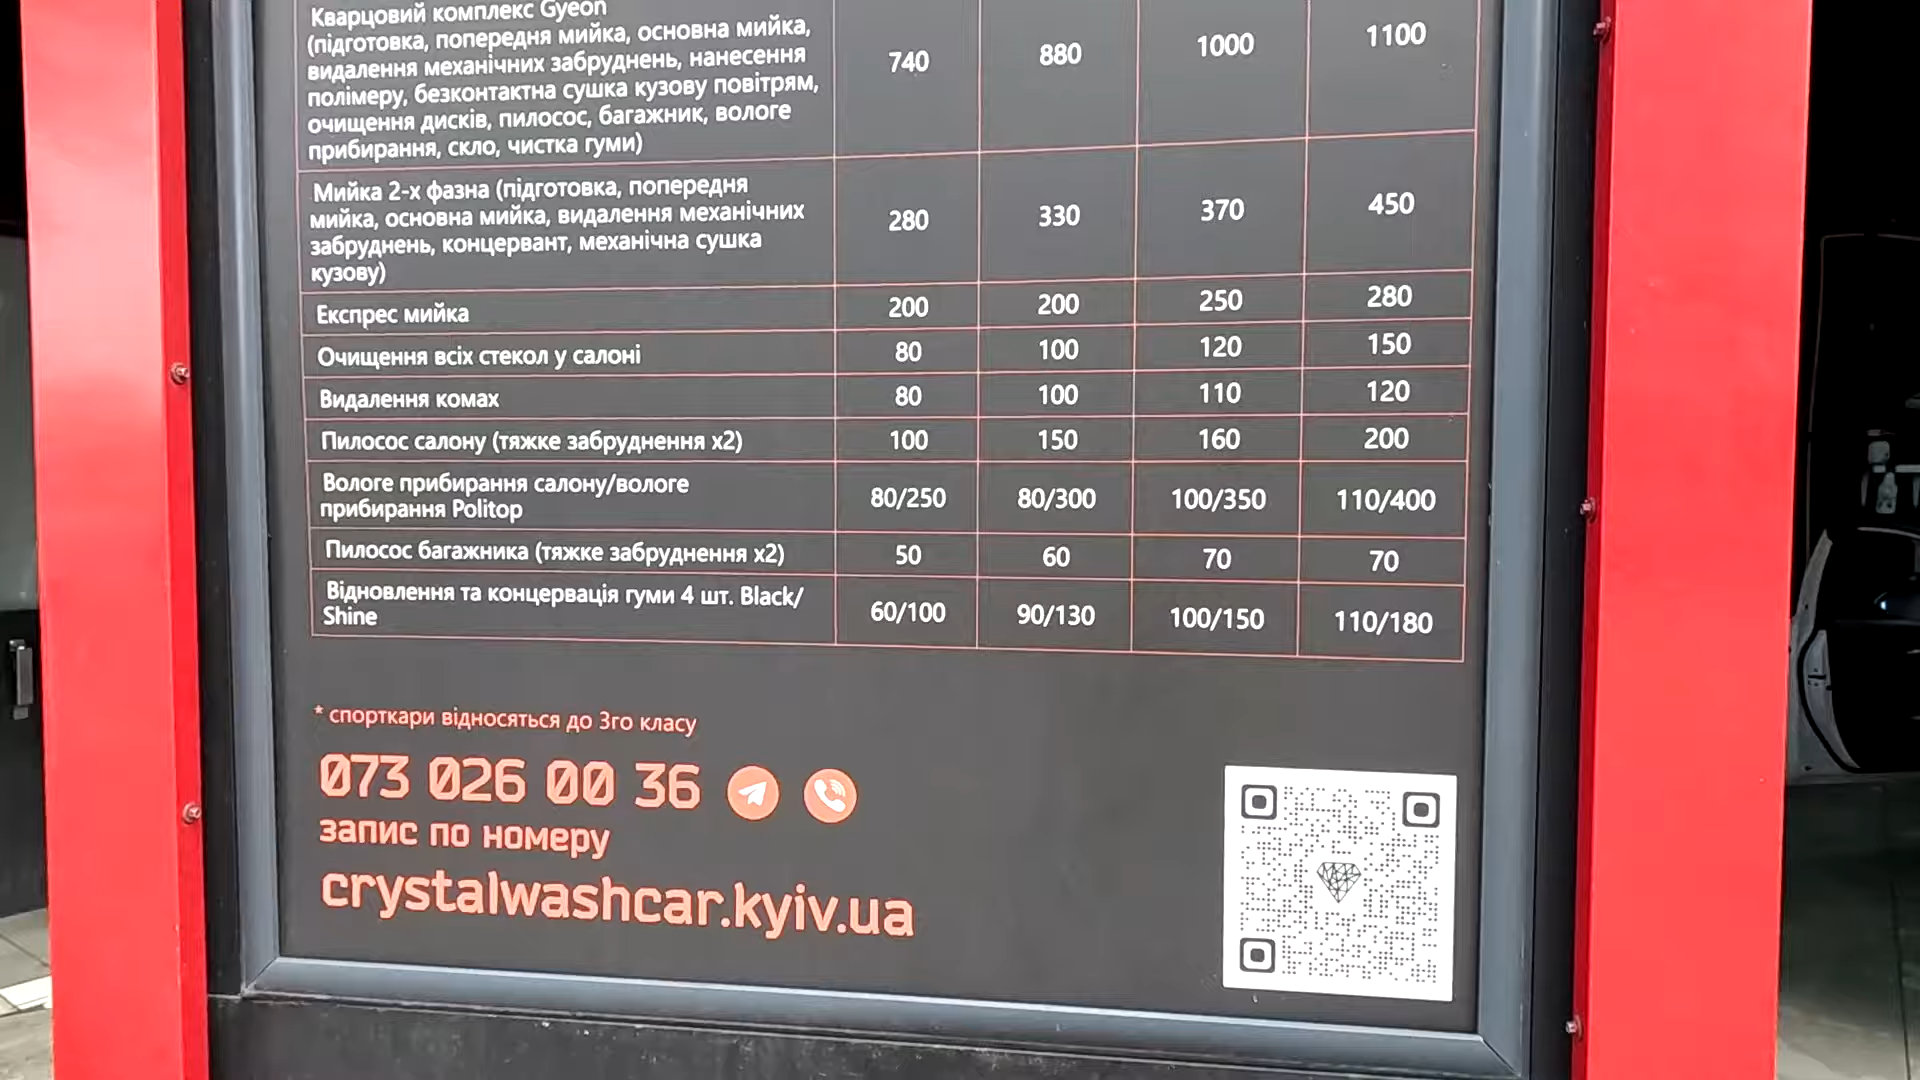 Кварцовий комплекс Gyeon
(підготовка, попередня мийка, основна мийка,
видалення механічних забруднень, нанесення
полімеру, безконтактна сушка кузову повітрям,
очищення дисків, пилосос, багажник, вологе
прибирання, скло, чистка гуми)
740 880 1000 1100
Мийка 2-х фазна (підготовка, попередня
мийка, основна мийка, видалення механічних
забруднень, концервант, механічна сушка
кузову)
280 330 370 450
Експрес мийка 200 200 250 280
Очищення всіх стекол у салоні 80 100 120 150
Видалення комах 80 100 110 120
Пилосос салону (тяжке забруднення х2) 100 150 160 200
Вологе прибирання салону/вологе
прибирання Politop
80/250 80/300 100/350 110/400
Пилосос багажника (тяжке забруднення х2) 50 60 70 70
Відновлення та концервація гуми 4 шт. Black/
Shine
60/100 90/130 100/150 110/180
* спорткари відносяться до 3го класу
073 026 00 36
запис по номеру
crystalwashcar.kyiv.ua